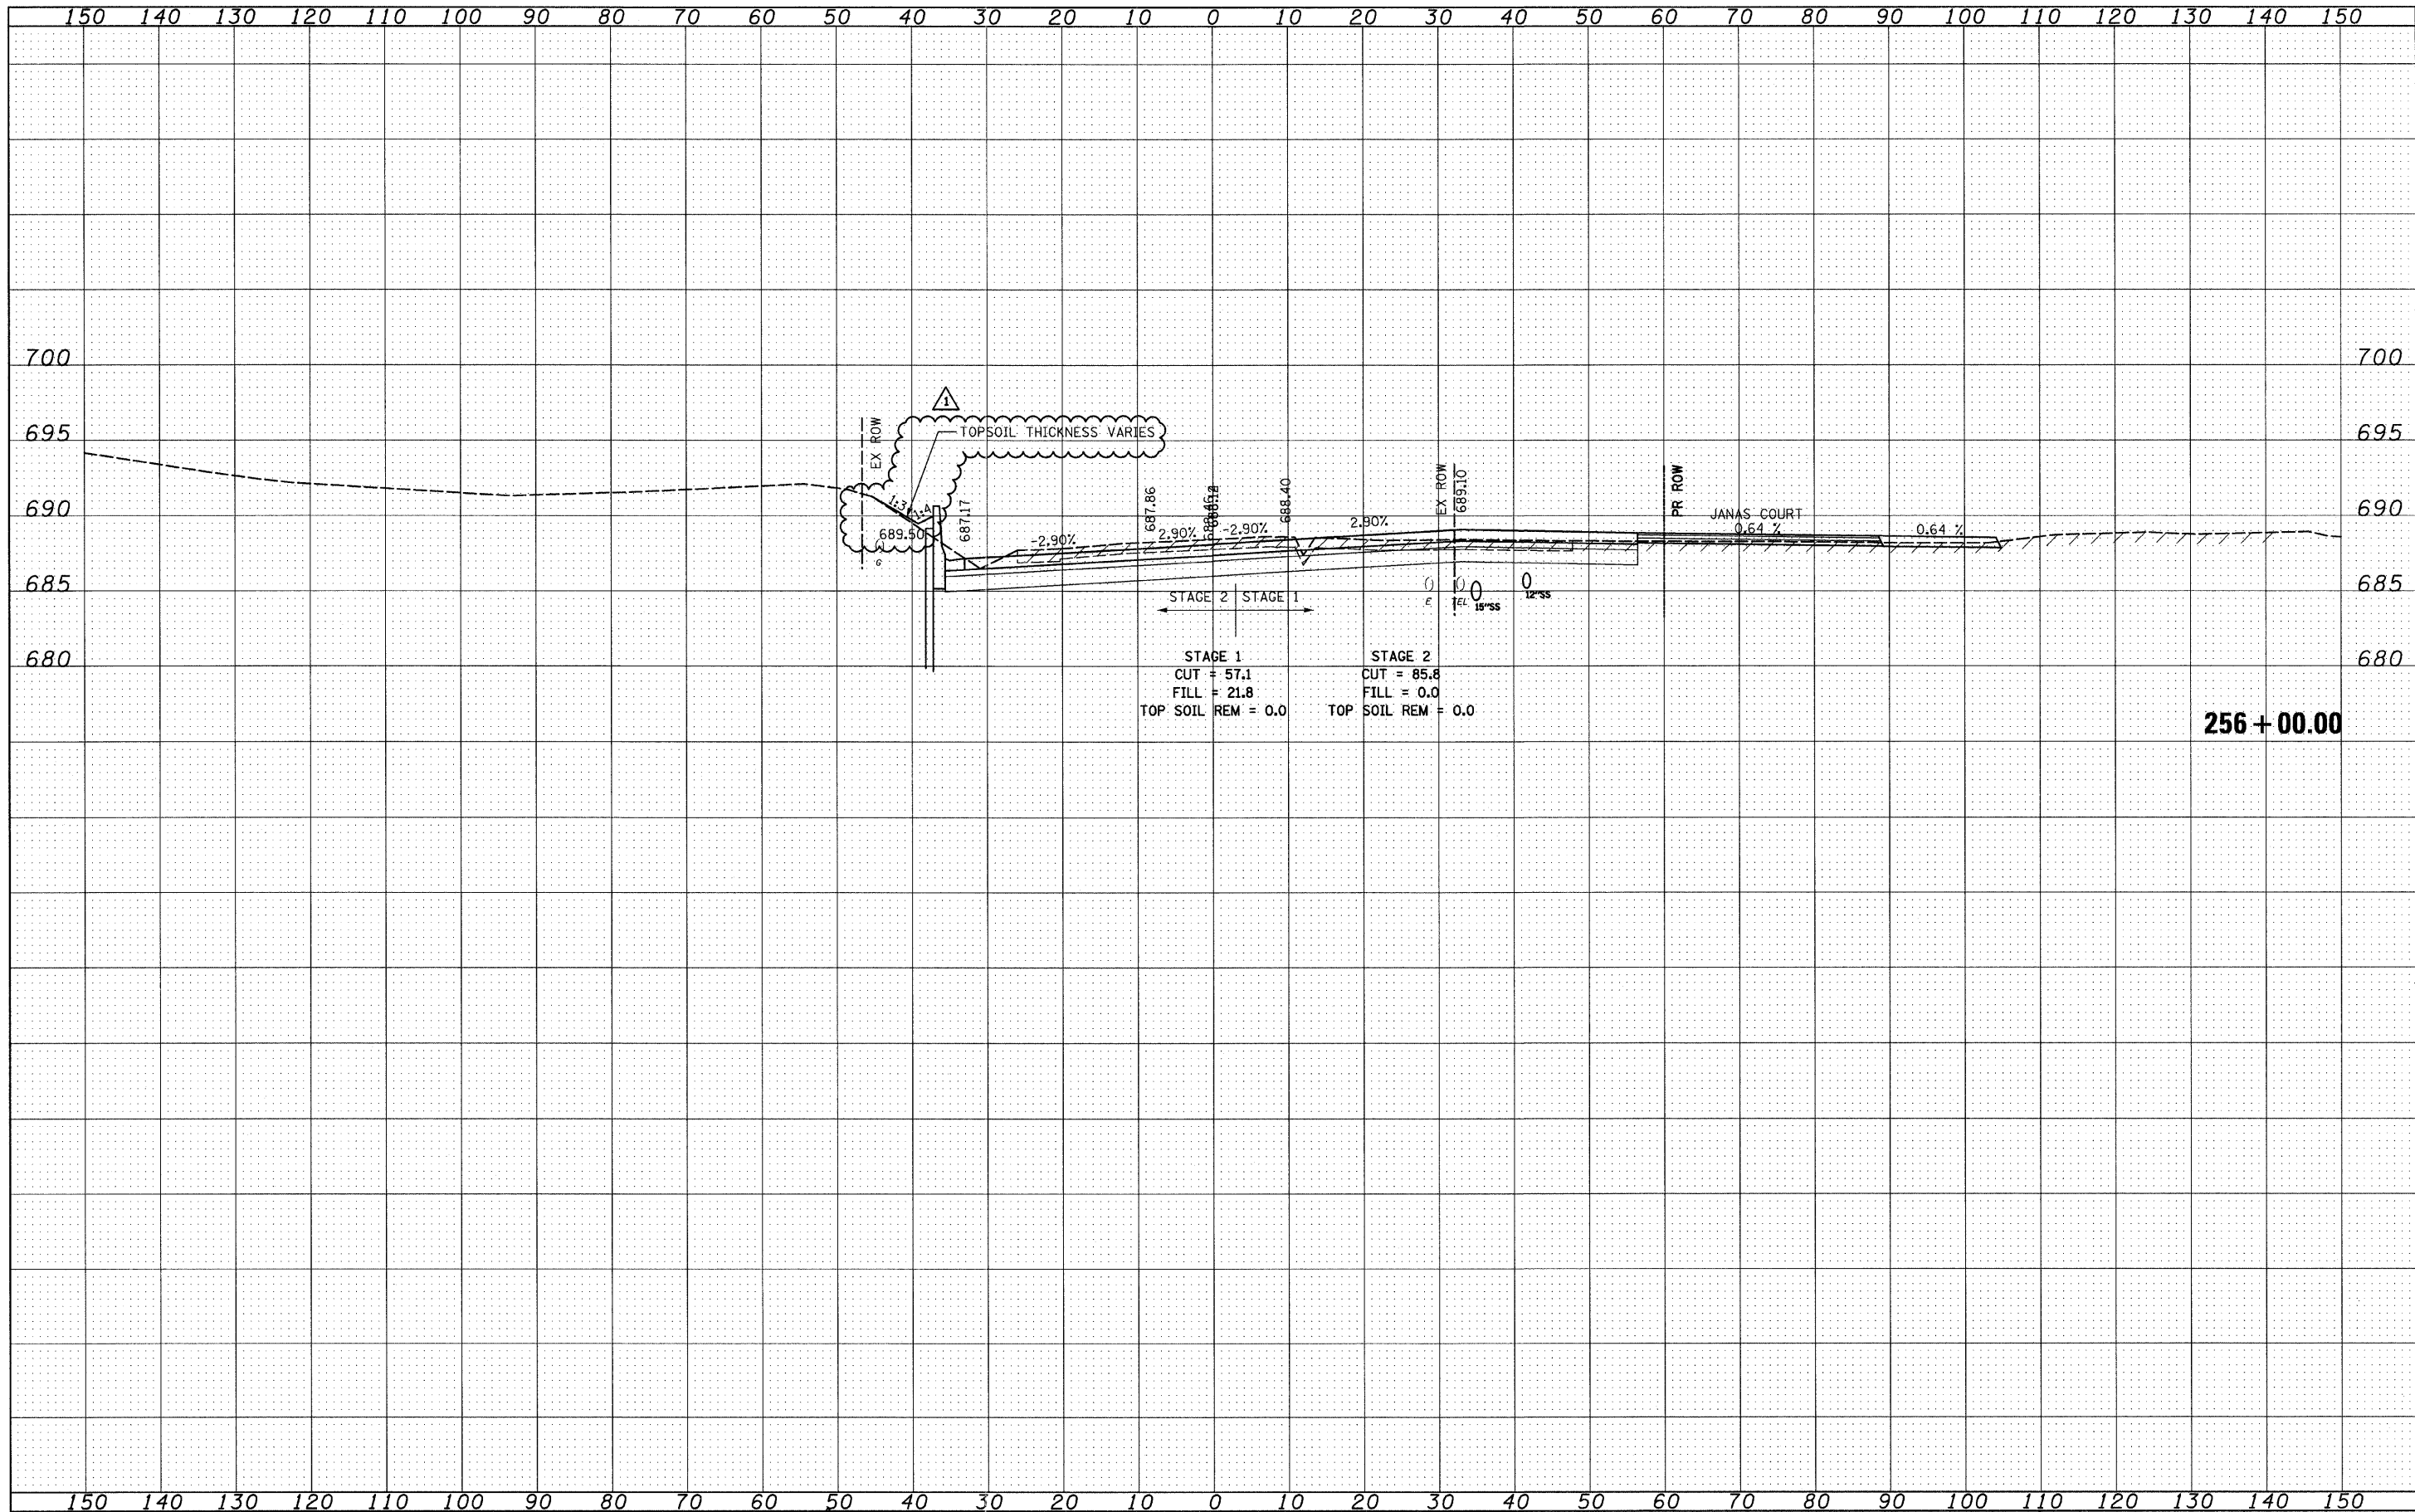 150 140 130 120 110 100 90 80 70 60 50 40 30 20 10 0 10 20 30 40 50 60 70 80 90 100 110 120 130 140 150
700 700
1
695 EX ROW TOPSOIL THICKNESS VARIES 695
EX ROW 689.10 PR ROW
690 1:3 1:4 687.17 687.86 688.40 690
689.50 -2.90% 2.90% -2.90% 2.90% JANAS COURT
0.64 % 0.64 %
G
685 STAGE 2 STAGE 1 E TEL 15"SS 12"SS 685
680 680
STAGE 1 STAGE 2
CUT = 57.1 CUT = 85.8
FILL = 21.8 FILL = 0.0
TOP SOIL REM = 0.0 TOP SOIL REM = 0.0
256+00.00
150 140 130 120 110 100 90 80 70 60 50 40 30 20 10 0 10 20 30 40 50 60 70 80 90 100 110 120 130 140 150